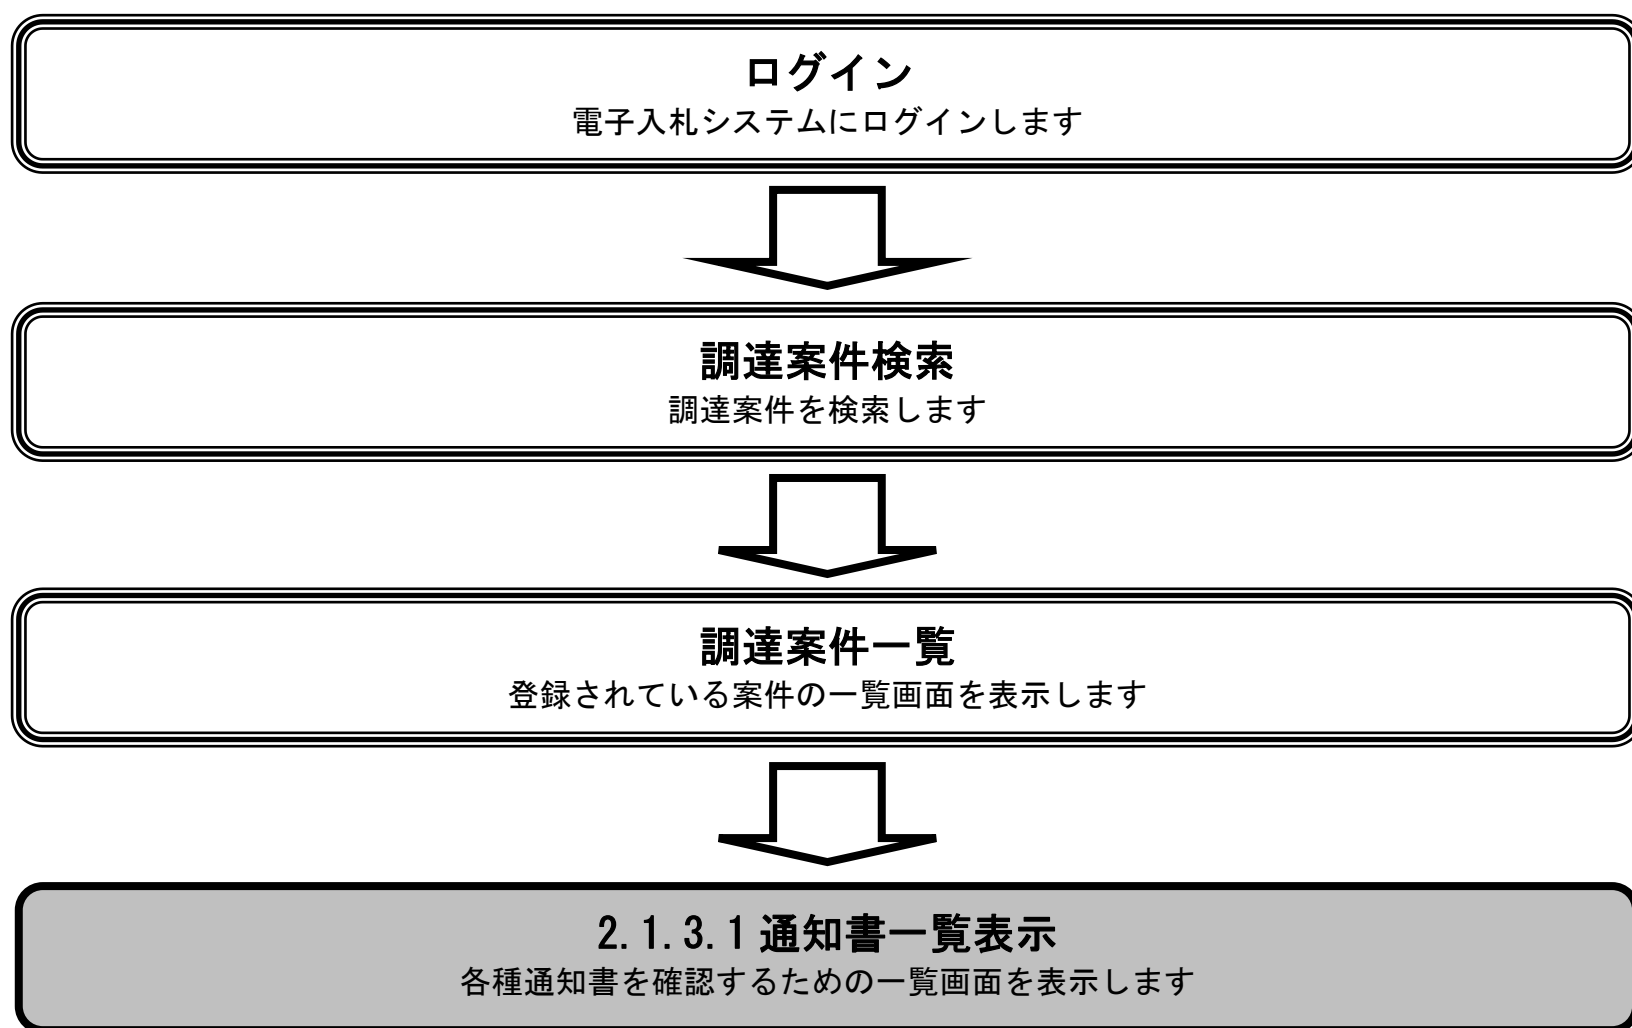 ログイン
電子入札システムにログインします
調達案件検索
調達案件を検索します
調達案件一覧
登録されている案件の一覧画面を表示します
2.1.3.1 通知書一覧表示
各種通知書を確認するための一覧画面を表示します